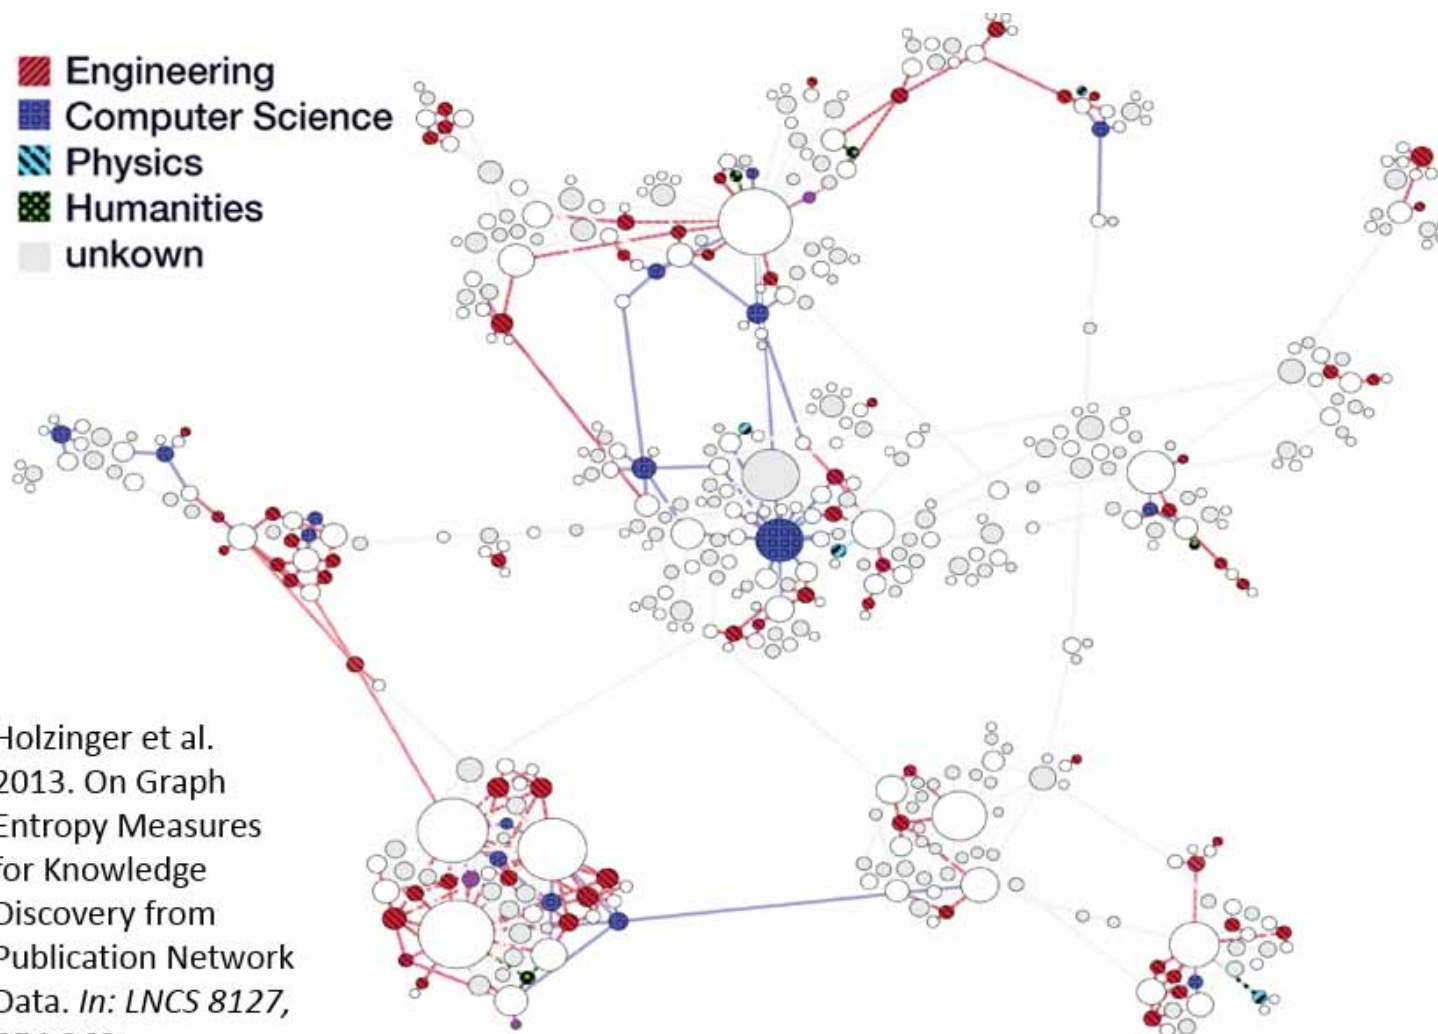 Engineering
Computer Science
Physics
Humanities
unkown
Holzinger et al.
2013. On Graph
Entropy Measures
for Knowledge
Discovery from
Publication Network
Data. In: LNCS 8127,